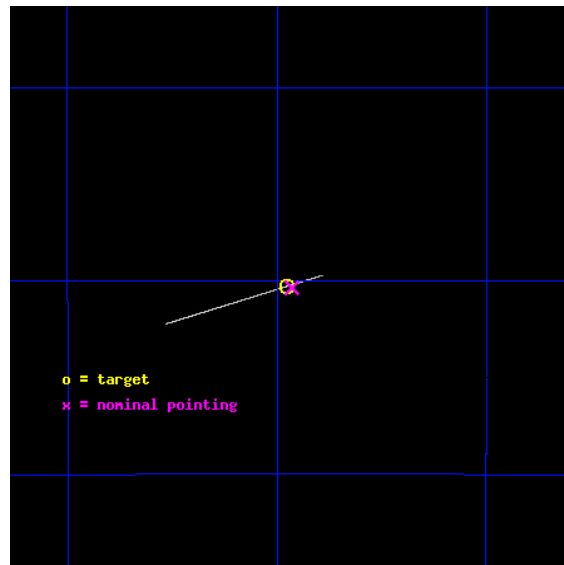 o = target
x = nominal pointing